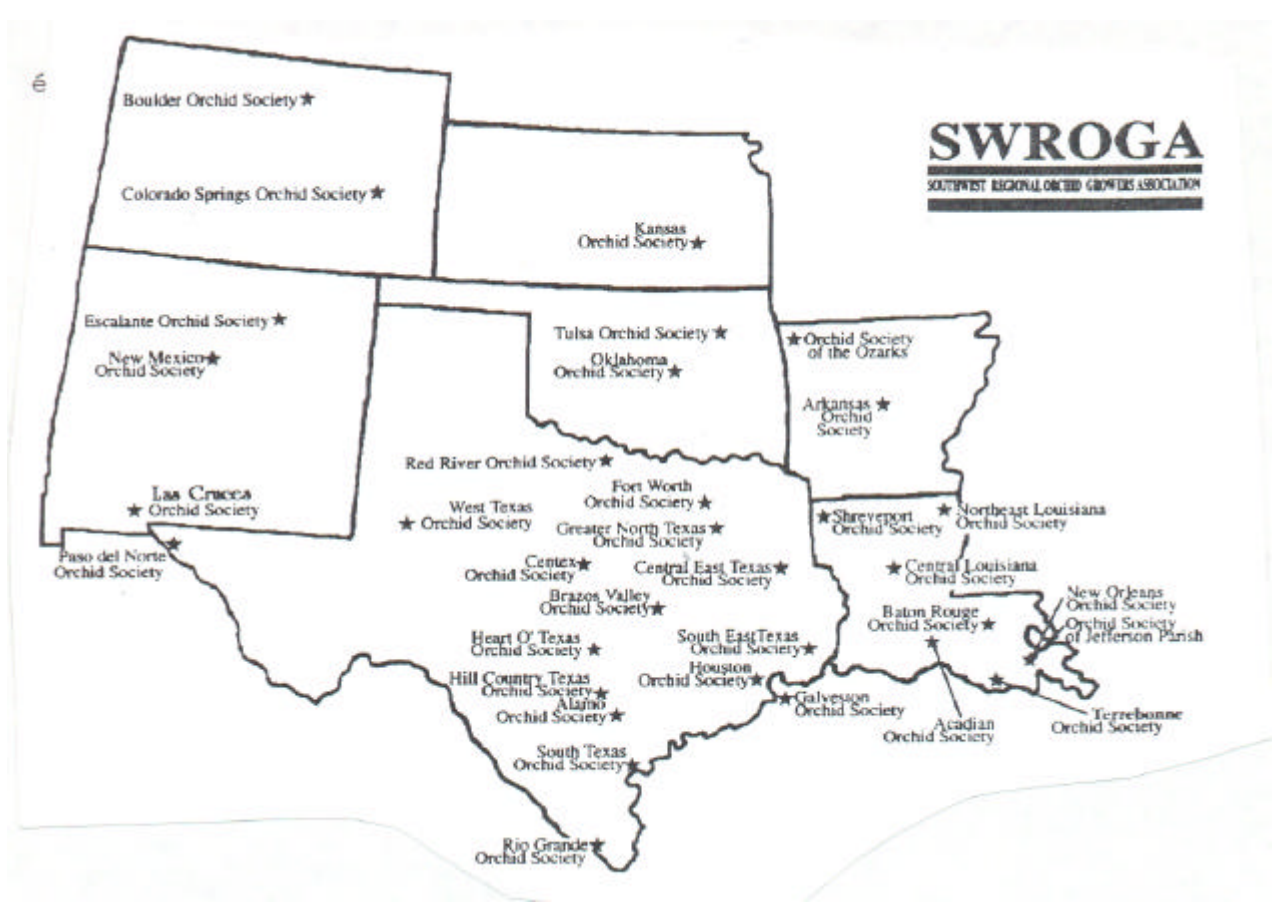 é
SWROGA
SOUTHWEST REGIONAL ORCHID GROWERS ASSOCIATION
Boulder Orchid Society
Colorado Springs Orchid Society
Kansas
Orchid Society
Escalante Orchid Society
New Mexico
Orchid Society
Tulsa Orchid Society
Oklahoma
Orchid Society
Orchid Society
of the Ozarks
Arkansas
Orchid
Society
Las Cruces
Orchid Society
Paso del Norte
Orchid Society
Red River Orchid Society
West Texas
Orchid Society
Fort Worth
Orchid Society
Greater North Texas
Orchid Society
Centex
Orchid Society
Central East Texas
Orchid Society
Brazos Valley
Orchid Society
Heart O' Texas
Orchid Society
South East Texas
Orchid Society
Houston
Orchid Society
Hill Country Texas
Orchid Society
Alamo
Orchid Society
South Texas
Orchid Society
Rio Grande
Orchid Society
Galveston
Orchid Society
Shreveport
Orchid Society
Northeast Louisiana
Orchid Society
Central Louisiana
Orchid Society
Baton Rouge
Orchid Society
New Orleans
Orchid Society
Orchid Society
of Jefferson Parish
Acadian
Orchid Society
Terrebonne
Orchid Society